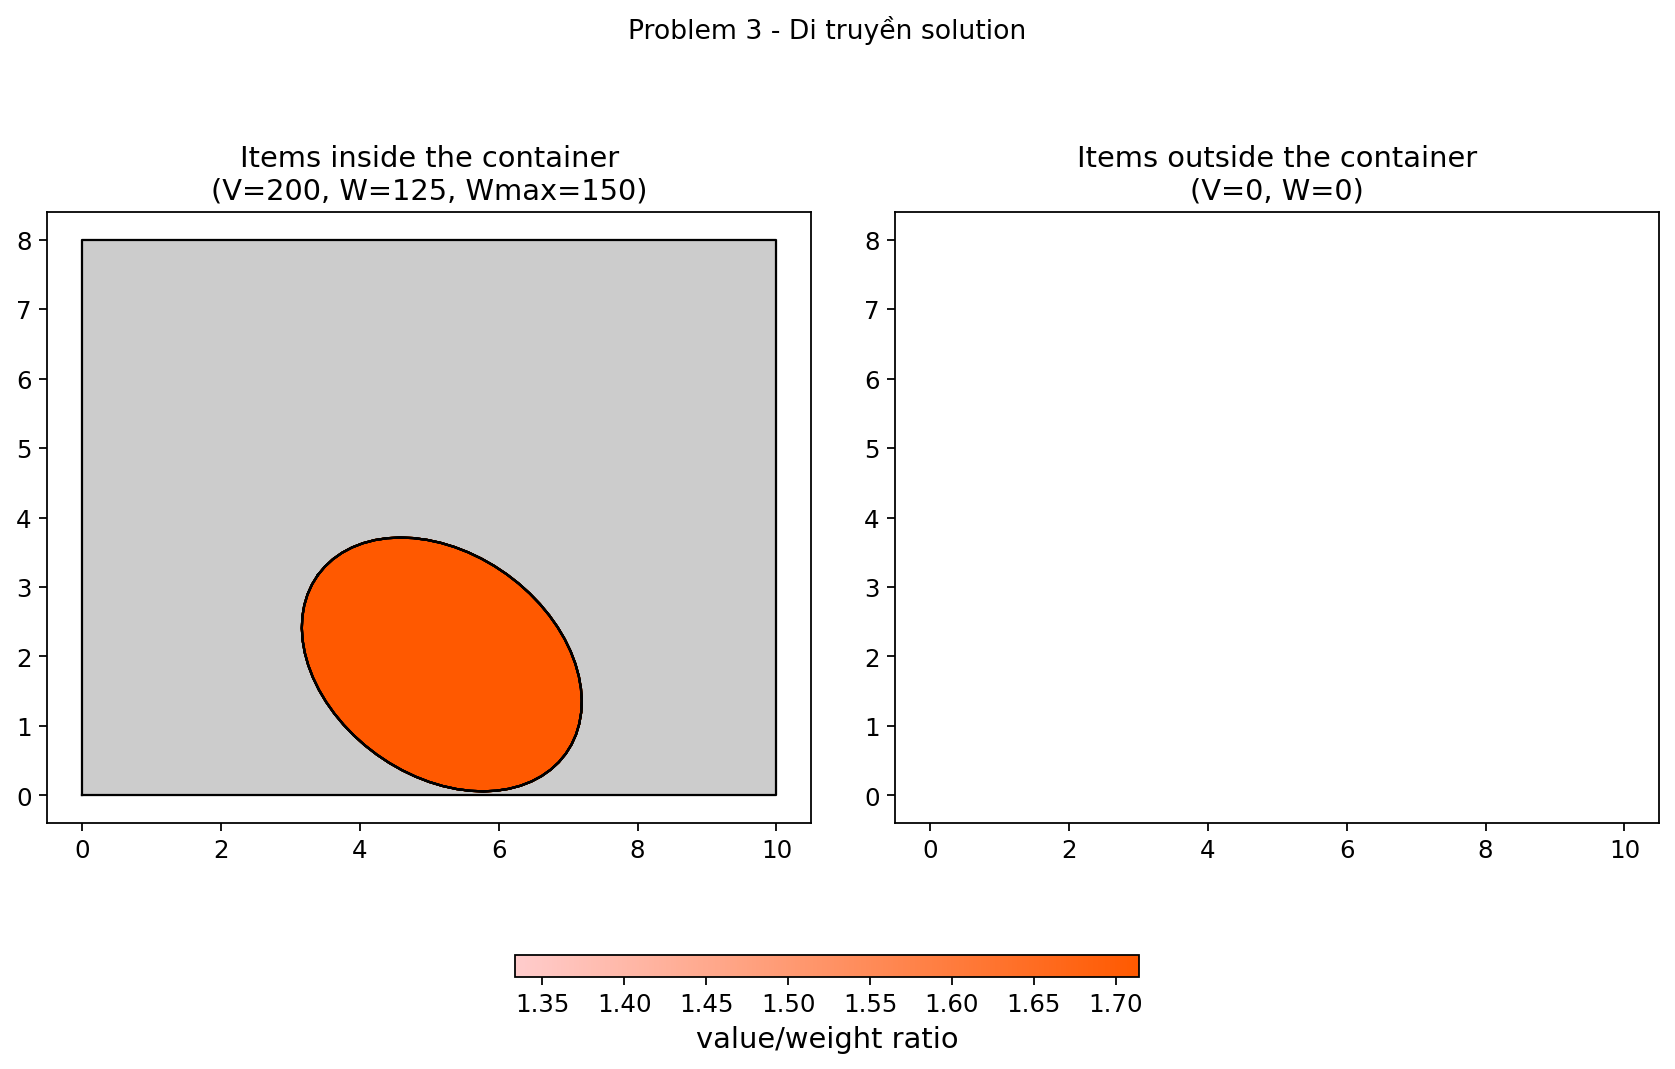 Problem 3 - Di truyền solution
Items inside the container
(V=200, W=125, Wmax=150)
8
7
6
5
4
3
2
1
0
0 2 4 6 8 10
Items outside the container
(V=0, W=0)
8
7
6
5
4
3
2
1
0
0 2 4 6 8 10
1.35 1.40 1.45 1.50 1.55 1.60 1.65 1.70
value/weight ratio